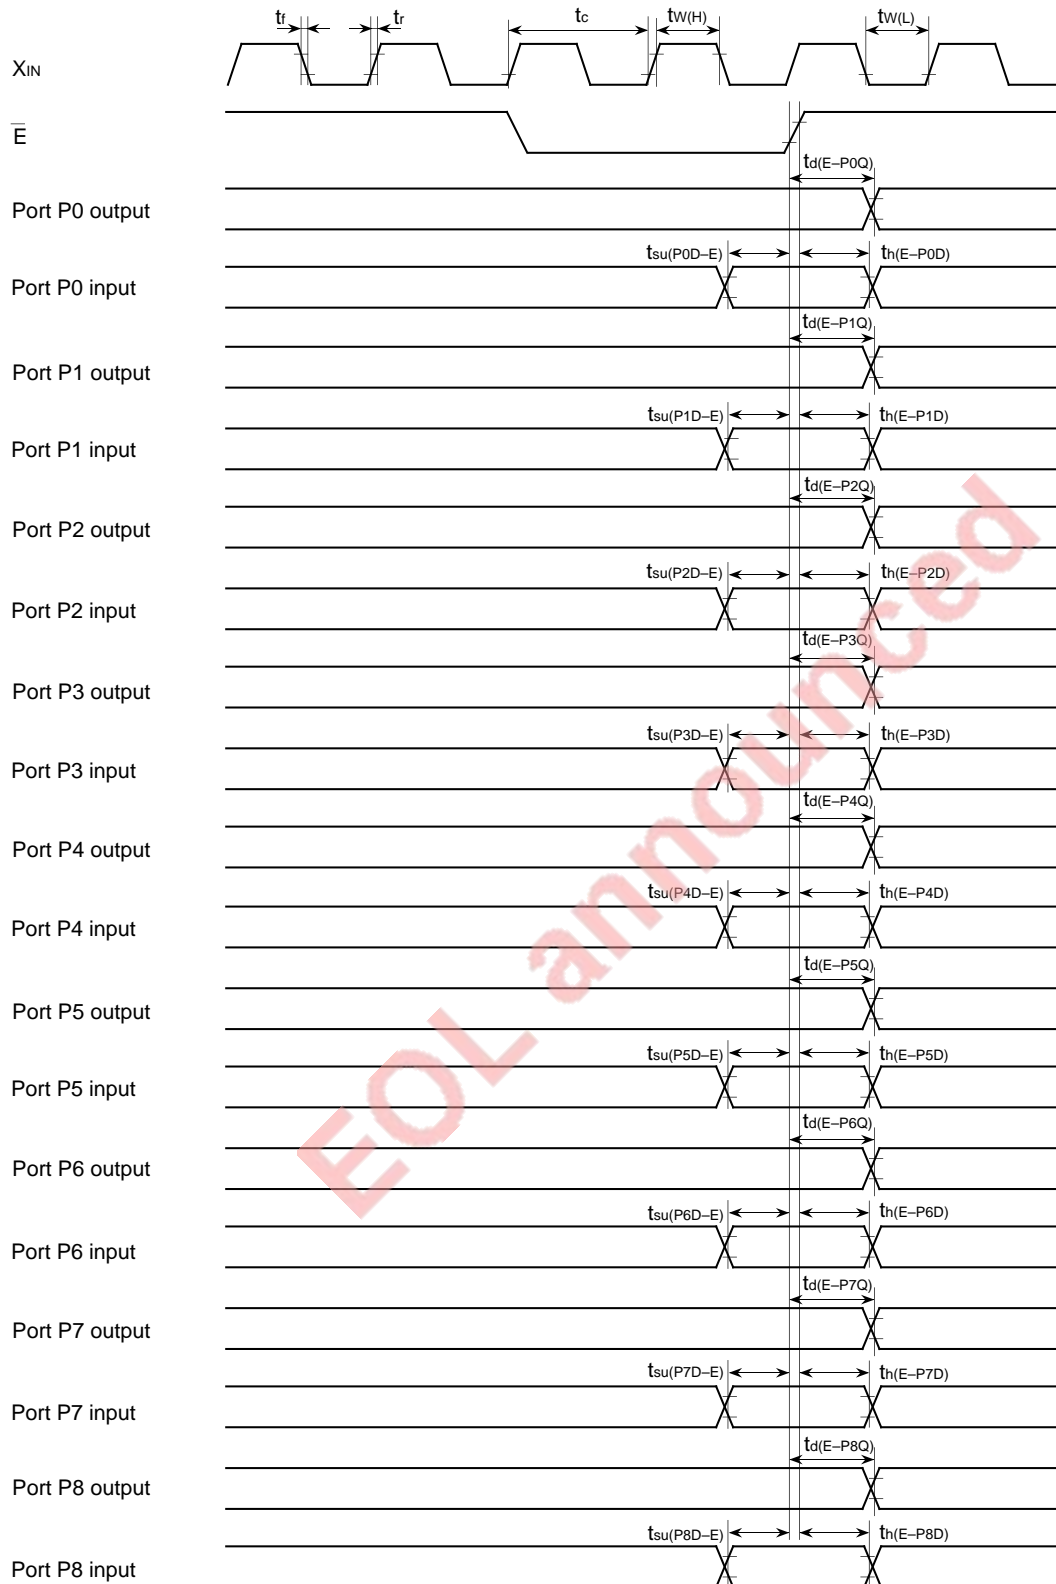 tf tr tc tW(H) tW(L)
XIN
E
td(E–P0Q)
Port P0 output
tsu(P0D–E) th(E–P0D)
Port P0 input
td(E–P1Q)
Port P1 output
tsu(P1D–E) th(E–P1D)
Port P1 input
td(E–P2Q)
Port P2 output
tsu(P2D–E) th(E–P2D)
Port P2 input
td(E–P3Q)
Port P3 output
tsu(P3D–E) th(E–P3D)
Port P3 input
td(E–P4Q)
Port P4 output
tsu(P4D–E) th(E–P4D)
Port P4 input
td(E–P5Q)
Port P5 output
tsu(P5D–E) th(E–P5D)
Port P5 input
td(E–P6Q)
Port P6 output
tsu(P6D–E) th(E–P6D)
Port P6 input
td(E–P7Q)
Port P7 output
tsu(P7D–E) th(E–P7D)
Port P7 input
td(E–P8Q)
Port P8 output
tsu(P8D–E) th(E–P8D)
Port P8 input
EOL announced